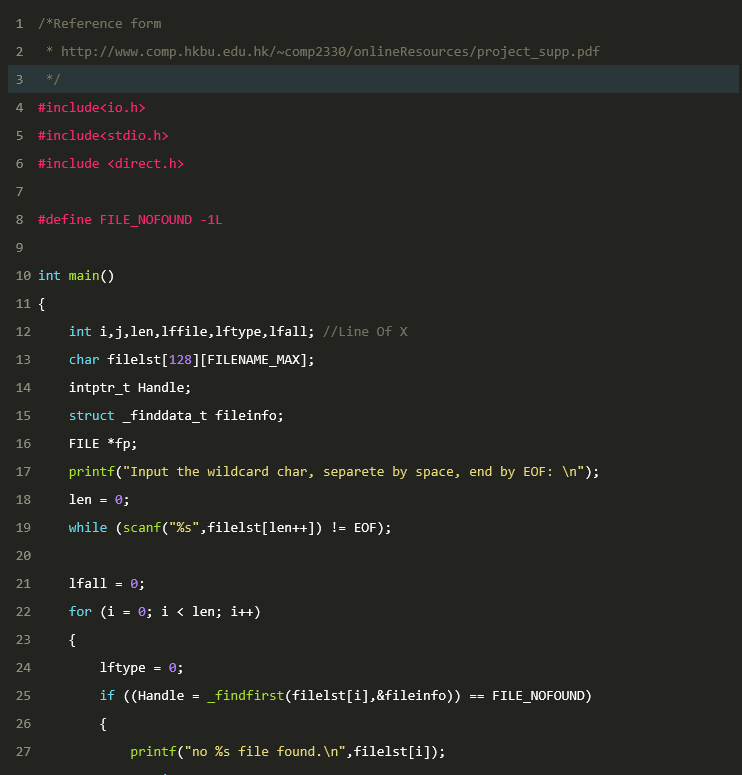 1 /*Reference form
2  * http://www.comp.hkbu.edu.hk/~comp2330/onlineResources/project_supp.pdf
3  */
4 #include<io.h>
5 #include<stdio.h>
6 #include <direct.h>
7
8 #define FILE_NOFOUND -1L
9
10 int main()
11 {
12     int i,j,len,lffile,lftype,lfall; //Line Of X
13     char filelst[128][FILENAME_MAX];
14     intptr_t Handle;
15     struct _finddata_t fileinfo;
16     FILE *fp;
17     printf("Input the wildcard char, separete by space, end by EOF: \n");
18     len = 0;
19     while (scanf("%s",filelst[len++]) != EOF);
20
21     lfall = 0;
22     for (i = 0; i < len; i++)
23     {
24         lftype = 0;
25         if ((Handle = _findfirst(filelst[i],&fileinfo)) == FILE_NOFOUND)
26         {
27             printf("no %s file found.\n",filelst[i]);